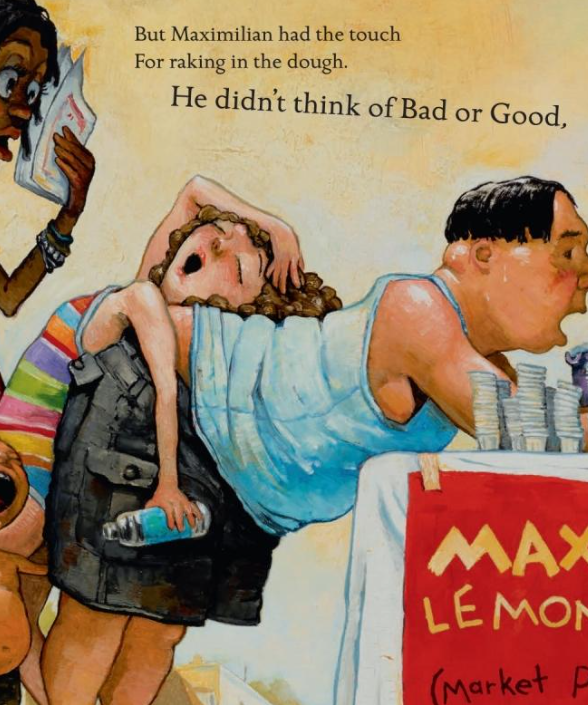 But Maximilian had the touch
For raking in the dough.
He didn't think of Bad or Good,
MAX
LEMON
(Market P